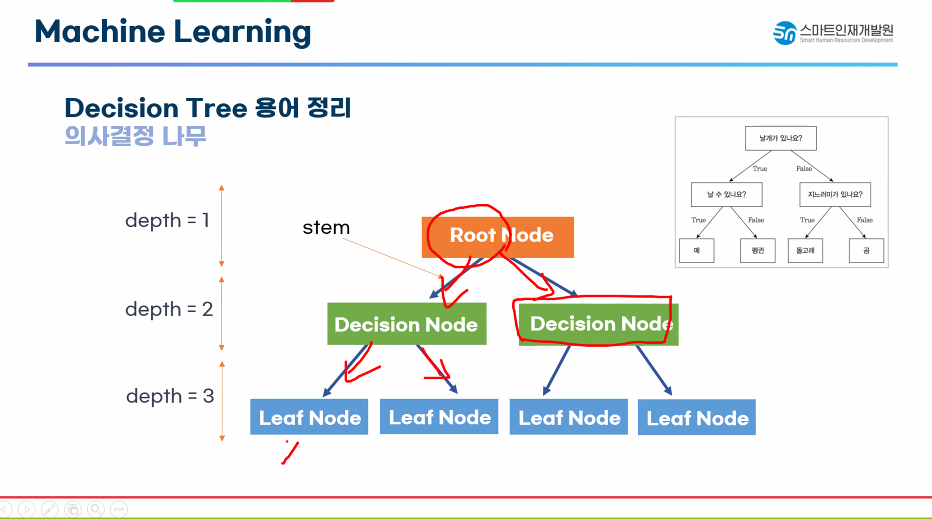 Machine Learning
스마트인재개발원
Smart Human Resources Development
Decision Tree 용어 정리
의사결정 나무
날개가 있나요?
True
False
날 수 있나요?
지느러미가 있나요?
True
False
True
False
매
펭귄
돌고래
곰
depth = 1
stem
Root Node
depth = 2
Decision Node
Decision Node
depth = 3
Leaf Node
Leaf Node
Leaf Node
Leaf Node